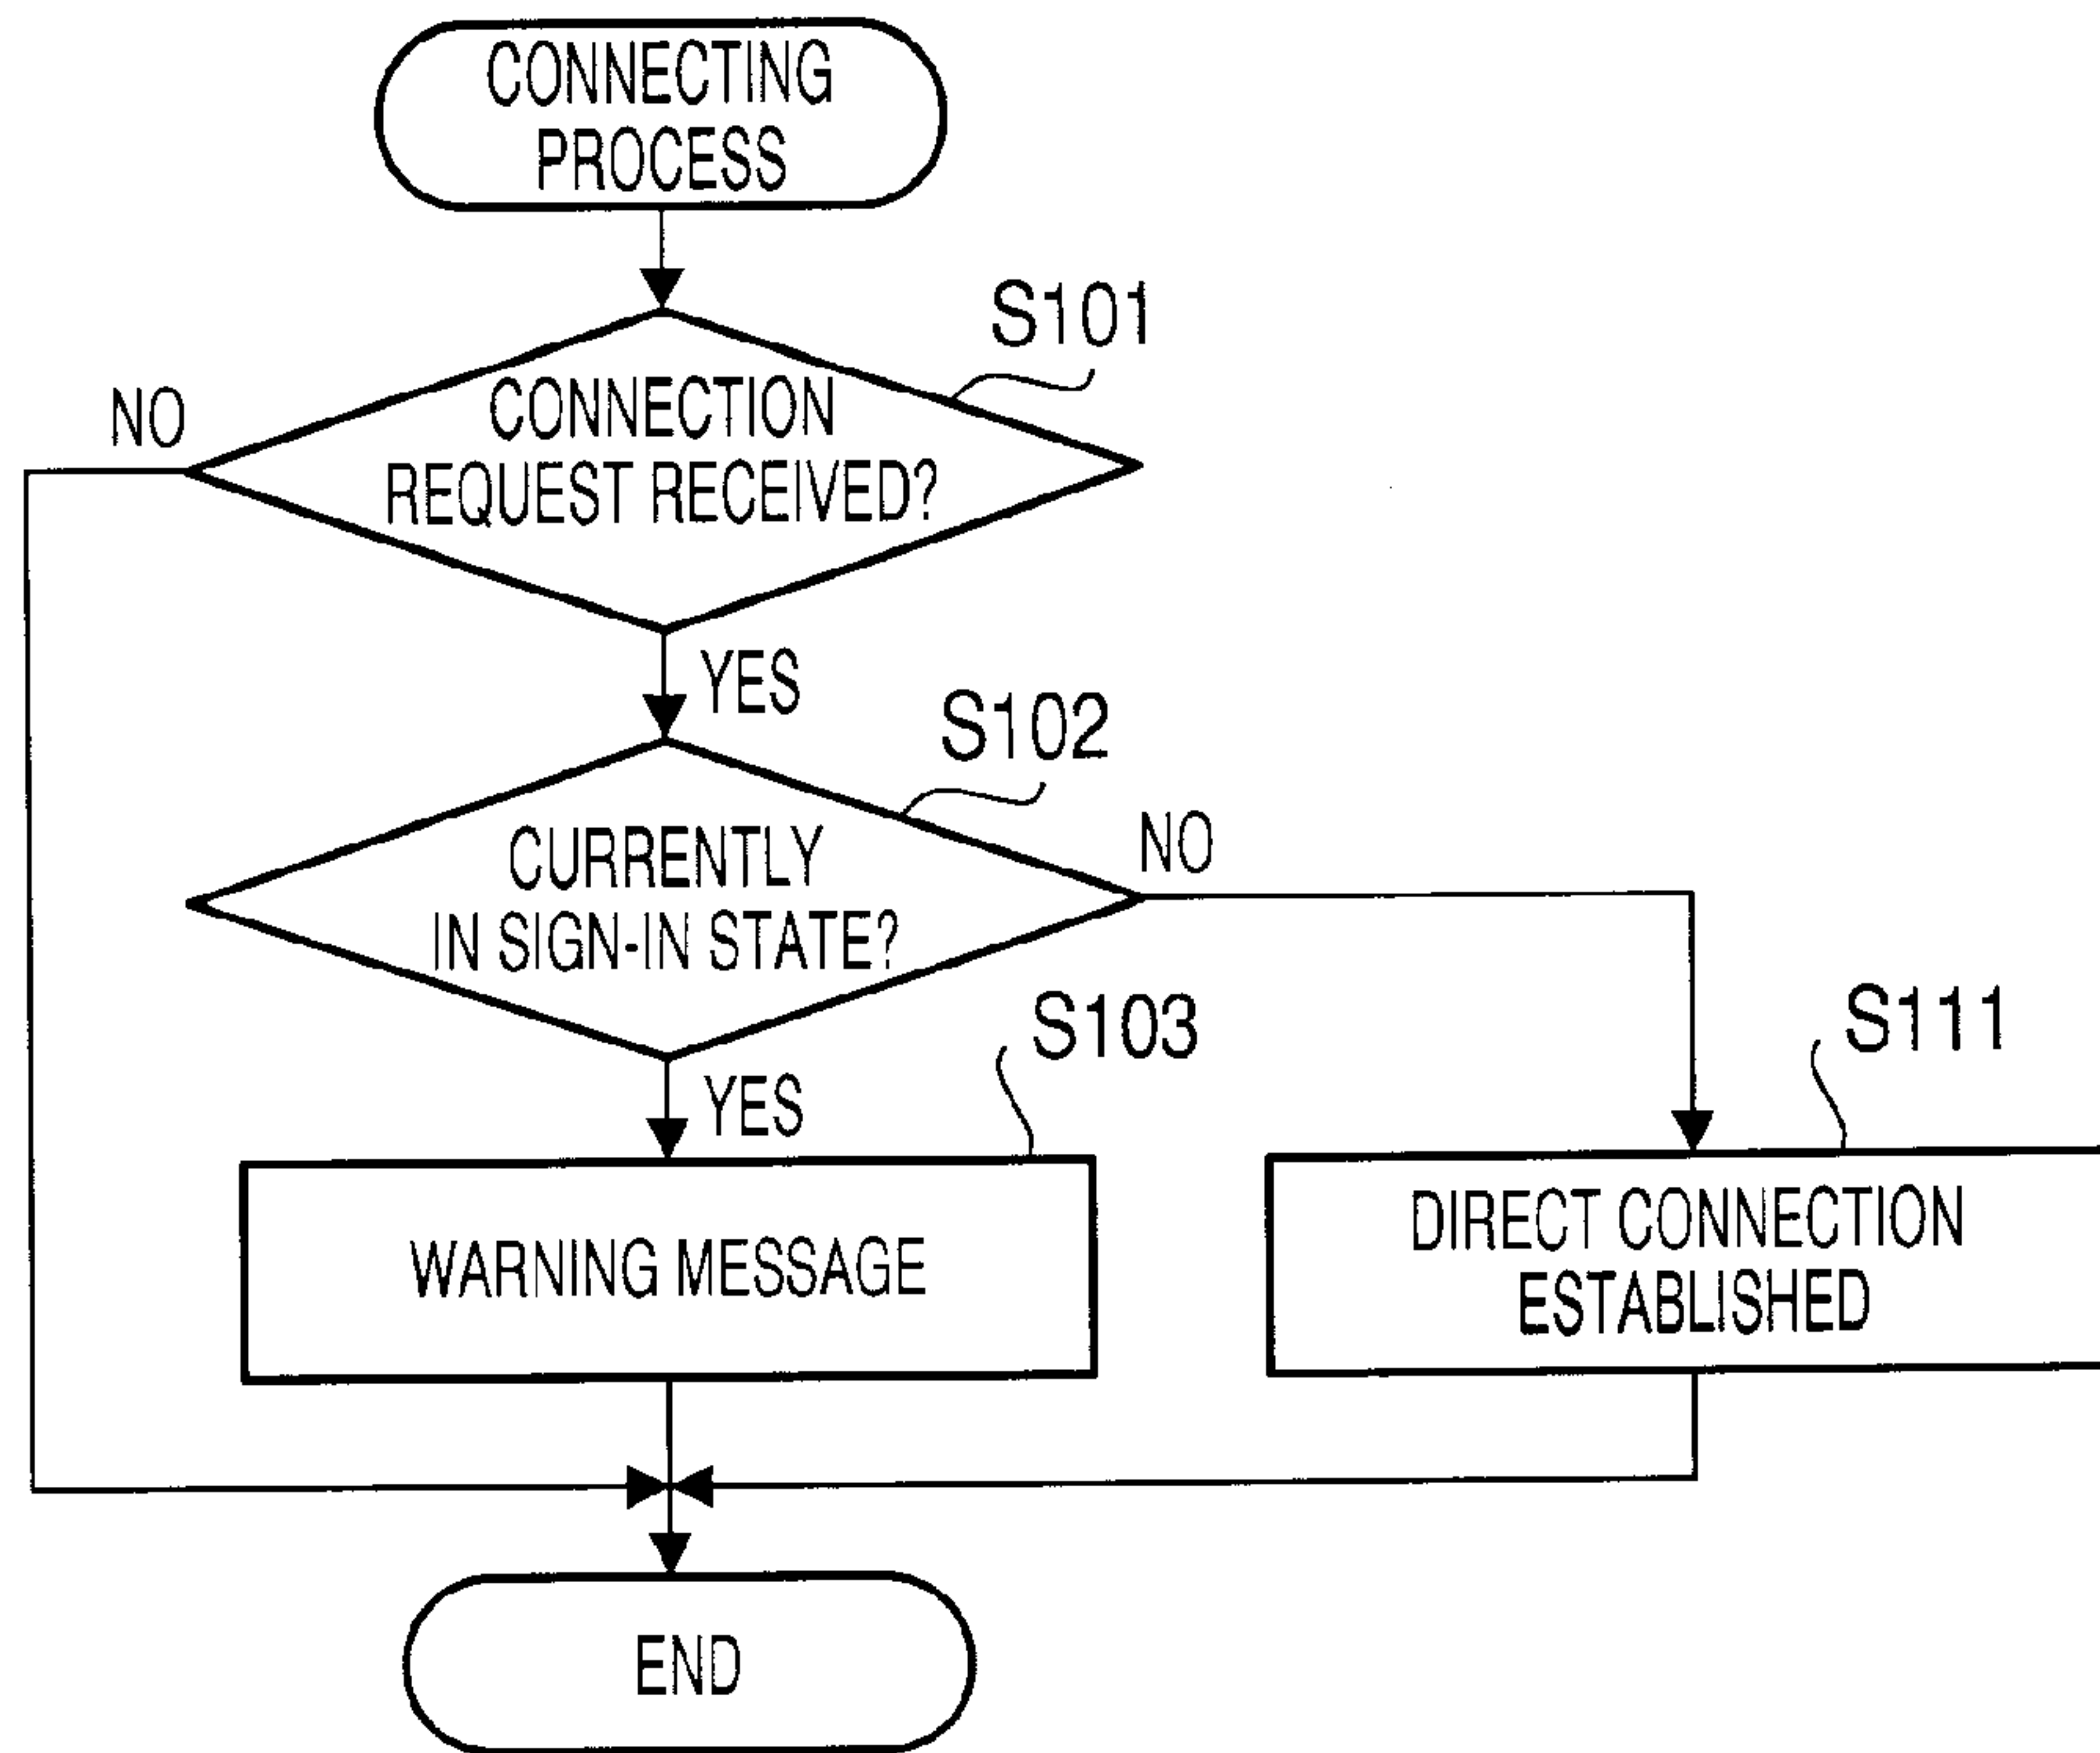 CONNECTING
PROCESS
S101
NO
CONNECTION
REQUEST RECEIVED?
YES
S102
NO
CURRENTLY
IN SIGN-IN STATE?
S103
S111
YES
WARNING MESSAGE
DIRECT CONNECTION
ESTABLISHED
END